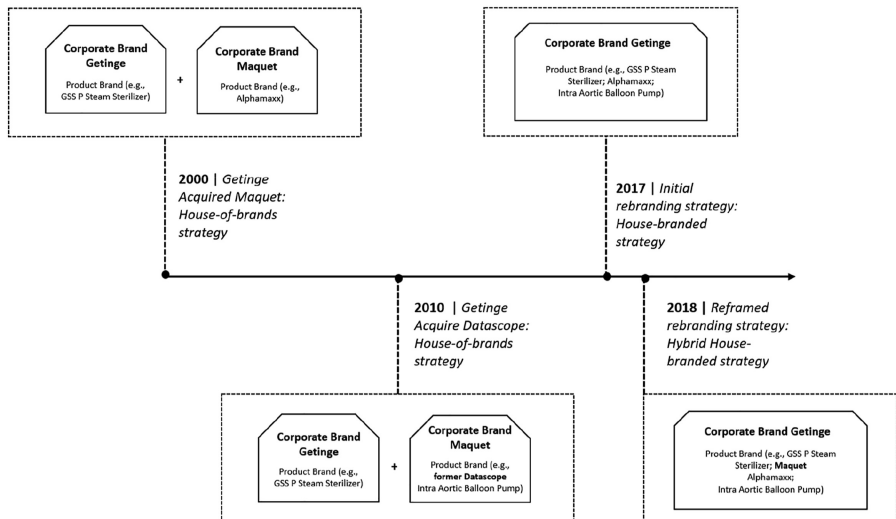 Corporate Brand
Getinge
Product Brand (e.g.,
GSS P Steam Sterilizer)
+
Corporate Brand
Maquet
Product Brand (e.g.,
Alphamaxx)
Corporate Brand Getinge
Product Brand (e.g., GSS P Steam
Sterilizer; Alphamaxx;
Intra Aortic Balloon Pump)
2000 | Getinge
Acquired Maquet:
House-of-brands
strategy
2017 | Initial
rebranding strategy:
House-branded
strategy
2010 | Getinge
Acquire Datascope:
House-of-brands
strategy
2018 | Reframed
rebranding strategy:
Hybrid House-
branded strategy
Corporate Brand
Getinge
Product Brand (e.g.,
GSS P Steam Sterilizer)
+
Corporate Brand
Maquet
Product Brand (e.g.,
former Datascope
Intra Aortic Balloon Pump)
Corporate Brand Getinge
Product Brand (e.g., GSS P Steam
Sterilizer; Maquet
Alphamaxx;
Intra Aortic Balloon Pump)